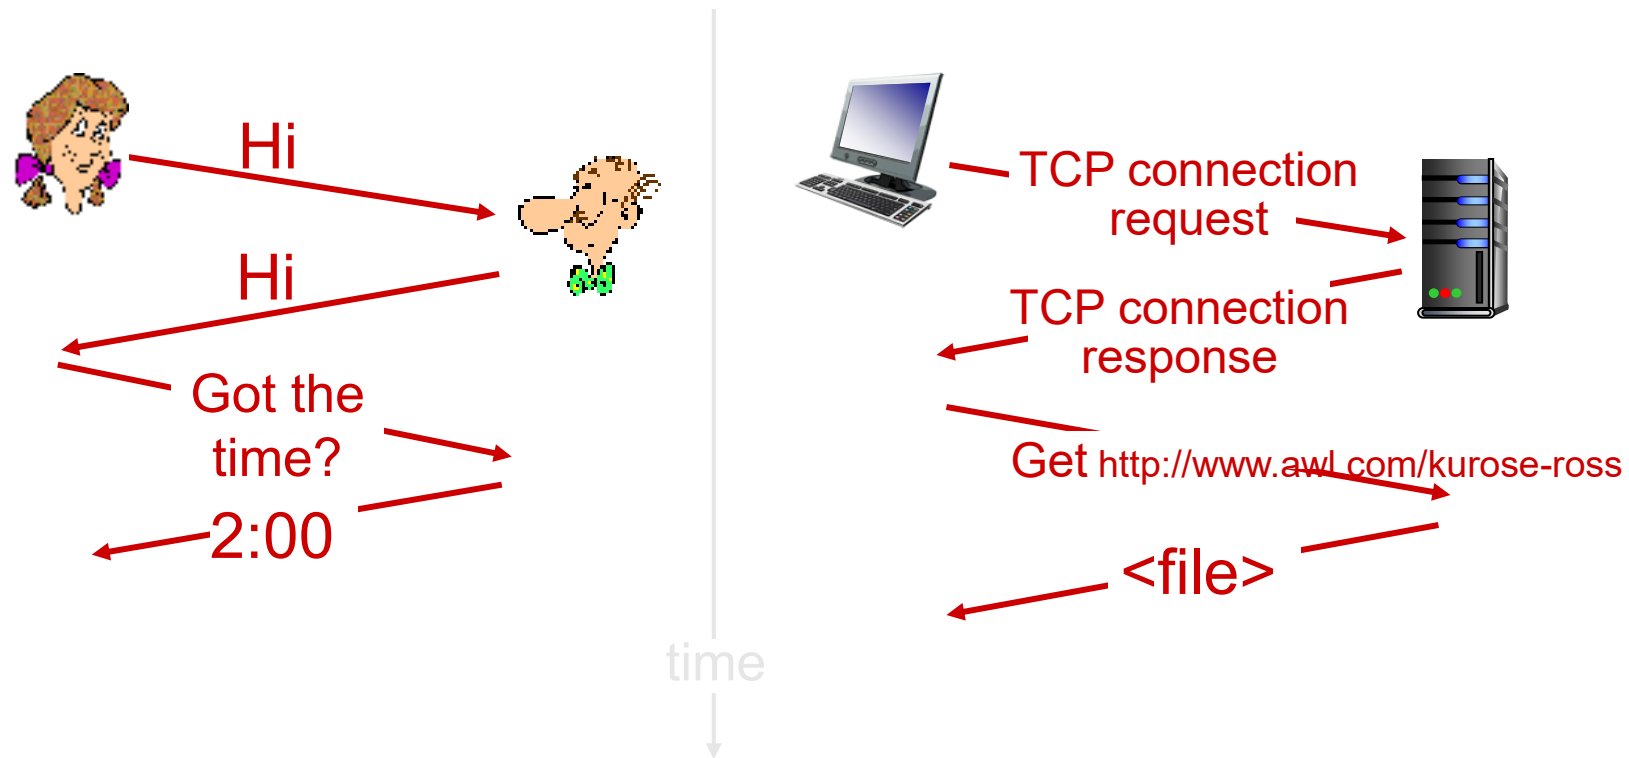 Hi
Hi
Got the
time?
2:00
TCP connection
request
TCP connection
response
Get http://www.awl.com/kurose-ross
<file>
time